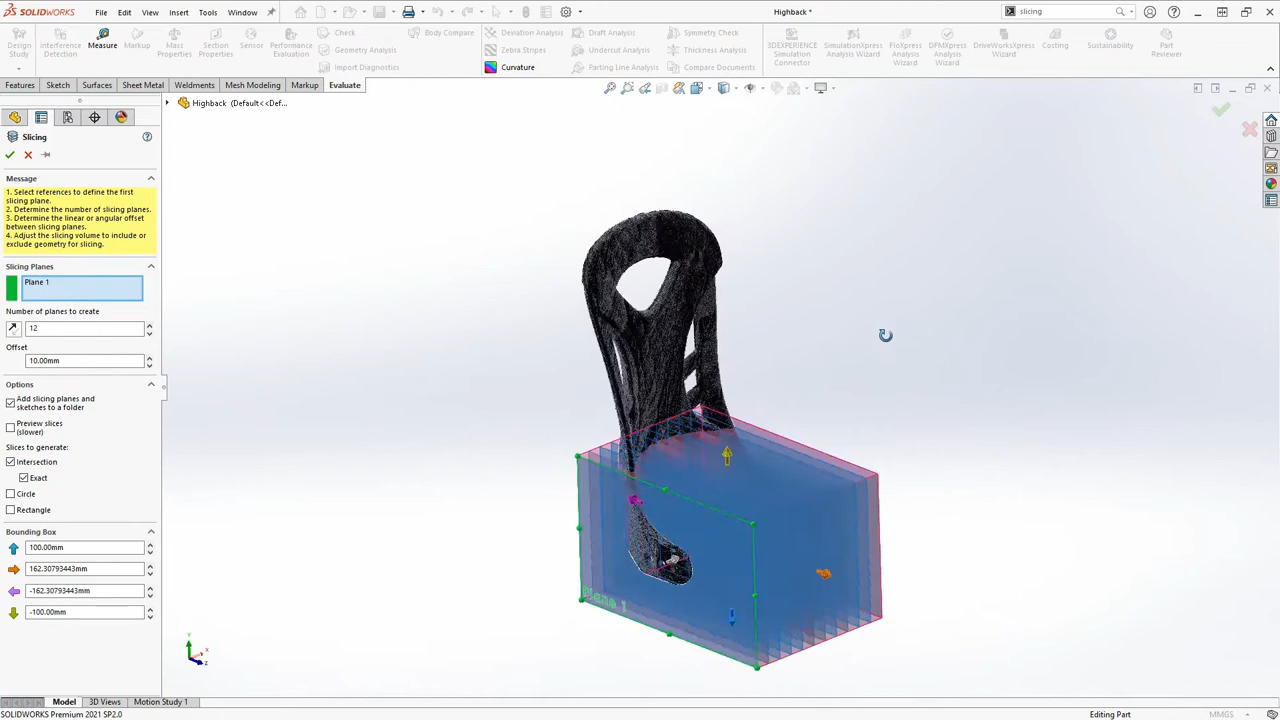 SOLIDWORKS
File Edit View Insert Tools Window
Highback *
slicing
Design Study
Interference Detection
Measure
Markup
Mass Properties
Section Properties
Sensor
Performance Evaluation
Check
Geometry Analysis
Import Diagnostics
Body Compare
Deviation Analysis
Zebra Stripes
Curvature
Draft Analysis
Undercut Analysis
Parting Line Analysis
Symmetry Check
Thickness Analysis
Compare Documents
3DEXPERIENCE Simulation Connector
SimulationXpress Analysis Wizard
FloXpress Analysis Wizard
DFMXpress Analysis Wizard
DriveWorksXpress Wizard
Costing
Sustainability
Part Reviewer
Features Sketch Surfaces Sheet Metal Weldments Mesh Modeling Markup Evaluate
Highback (Default<<Def...
Slicing
Message
1. Select references to define the first
slicing plane.
2. Determine the number of slicing planes.
3. Determine the linear or angular offset
between slicing planes.
4. Adjust the slicing volume to include or
exclude geometry for slicing.
Slicing Planes
Plane 1
Number of planes to create
12
Offset
10.00mm
Options
Add slicing planes and
sketches to a folder
Preview slices
(slower)
Slices to generate:
Intersection
Exact
Circle
Rectangle
Bounding Box
100.00mm
162.30793443mm
-162.30793443mm
-100.00mm
Plane 1
Y
X
Z
Model 3D Views Motion Study 1
SOLIDWORKS Premium 2021 SP2.0
Editing Part
MMGS